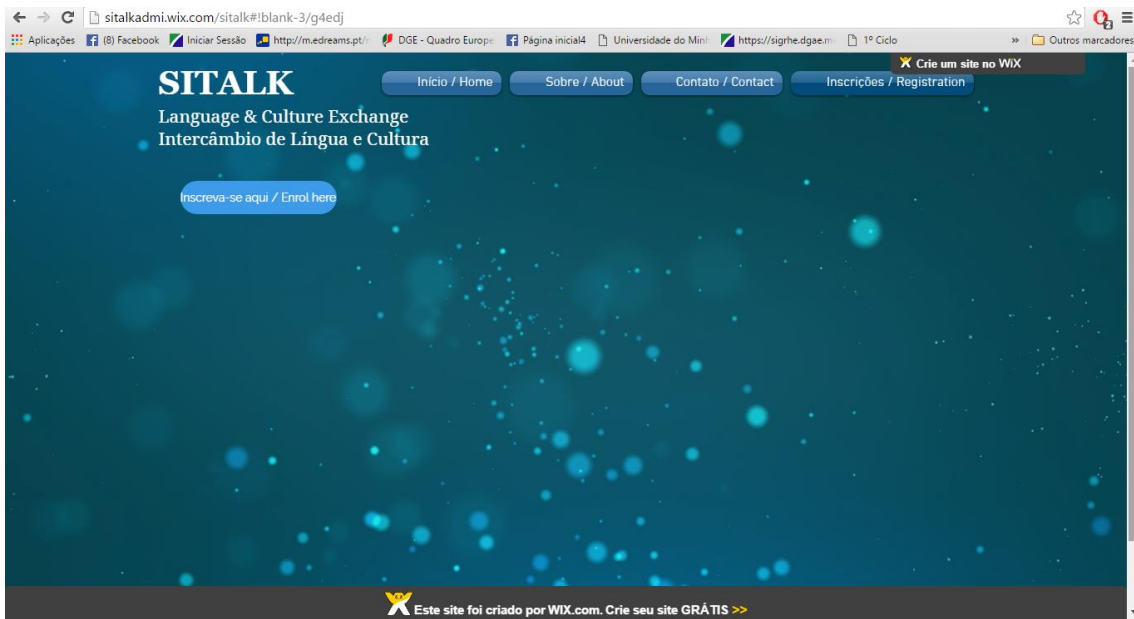 sitalkadmi.wix.com/sitalk#!blank-3/g4edj
Aplicações (8) Facebook Iniciar Sessão http://m.edreams.pt/ DGE - Quadro Europe Página inicial4 Universidade do Minh https://sigrhe.dgae.m 1º Ciclo » Outros marcadores
Crie um site no WiX
SITALK
Início / Home Sobre / About Contato / Contact Inscrições / Registration
Language & Culture Exchange
Intercâmbio de Língua e Cultura
Inscreva-se aqui / Enrol here
Este site foi criado por WIX.com. Crie seu site GRÁTIS >>